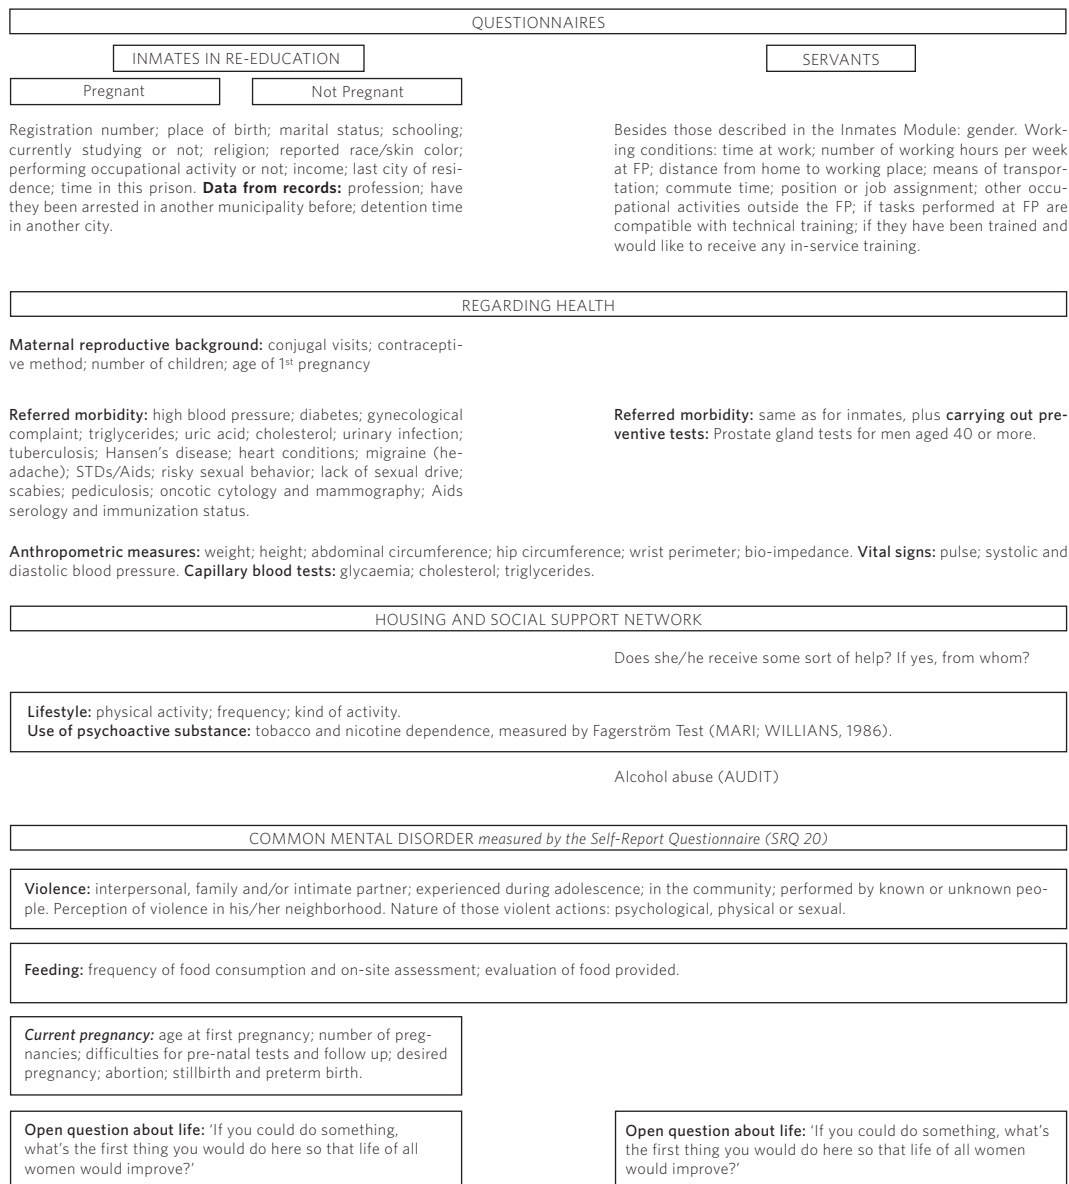 QUESTIONNAIRES
INMATES IN RE-EDUCATION
SERVANTS
Pregnant
Not Pregnant
Registration number; place of birth; marital status; schooling;
currently studying or not; religion; reported race/skin color;
performing occupational activity or not; income; last city of resi-
dence; time in this prison. Data from records: profession; have
they been arrested in another municipality before; detention time
in another city.
Besides those described in the Inmates Module: gender. Work-
ing conditions: time at work; number of working hours per week
at FP; distance from home to working place; means of transpor-
tation; commute time; position or job assignment; other occu-
pational activities outside the FP; if tasks performed at FP are
compatible with technical training; if they have been trained and
would like to receive any in-service training.
REGARDING HEALTH
Maternal reproductive background: conjugal visits; contracepti-
ve method; number of children; age of 1st pregnancy
Referred morbidity: high blood pressure; diabetes; gynecological
complaint; triglycerides; uric acid; cholesterol; urinary infection;
tuberculosis; Hansen's disease; heart conditions; migraine (he-
adache); STDs/Aids; risky sexual behavior; lack of sexual drive;
scabies; pediculosis; oncotic cytology and mammography; Aids
serology and immunization status.
Referred morbidity: same as for inmates, plus carrying out pre-
ventive tests: Prostate gland tests for men aged 40 or more.
Anthropometric measures: weight; height; abdominal circumference; hip circumference; wrist perimeter; bio-impedance. Vital signs: pulse; systolic and
diastolic blood pressure. Capillary blood tests: glycaemia; cholesterol; triglycerides.
HOUSING AND SOCIAL SUPPORT NETWORK
Does she/he receive some sort of help? If yes, from whom?
Lifestyle: physical activity; frequency; kind of activity.
Use of psychoactive substance: tobacco and nicotine dependence, measured by Fagerström Test (MARI; WILLIANS, 1986).
Alcohol abuse (AUDIT)
COMMON MENTAL DISORDER measured by the Self-Report Questionnaire (SRQ 20)
Violence: interpersonal, family and/or intimate partner; experienced during adolescence; in the community; performed by known or unknown peo-
ple. Perception of violence in his/her neighborhood. Nature of those violent actions: psychological, physical or sexual.
Feeding: frequency of food consumption and on-site assessment; evaluation of food provided.
Current pregnancy: age at first pregnancy; number of preg-
nancies; difficulties for pre-natal tests and follow up; desired
pregnancy; abortion; stillbirth and preterm birth.
Open question about life: 'If you could do something,
what's the first thing you would do here so that life of all
women would improve?'
Open question about life: 'If you could do something, what's
the first thing you would do here so that life of all women
would improve?'